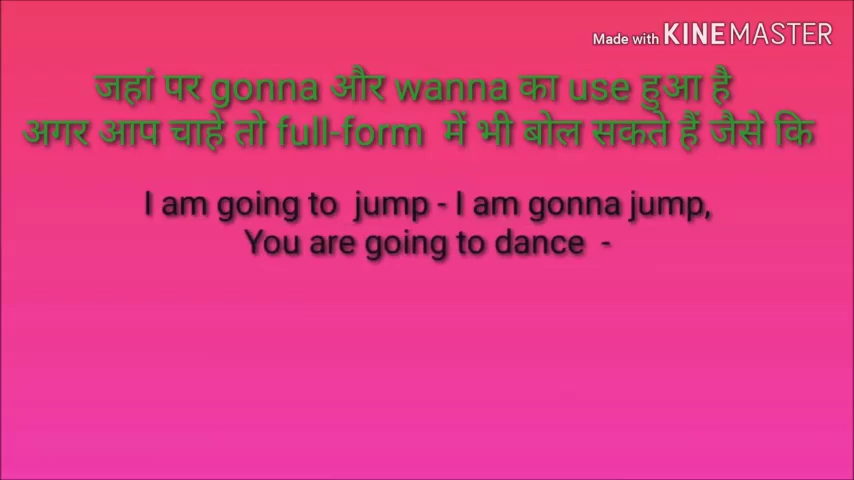 Made with KINEMASTER
जहां पर gonna और wanna का use हुआ है
अगर आप चाहे तो full-form में भी बोल सकते हैं जैसे कि
I am going to jump - I am gonna jump,
You are going to dance -